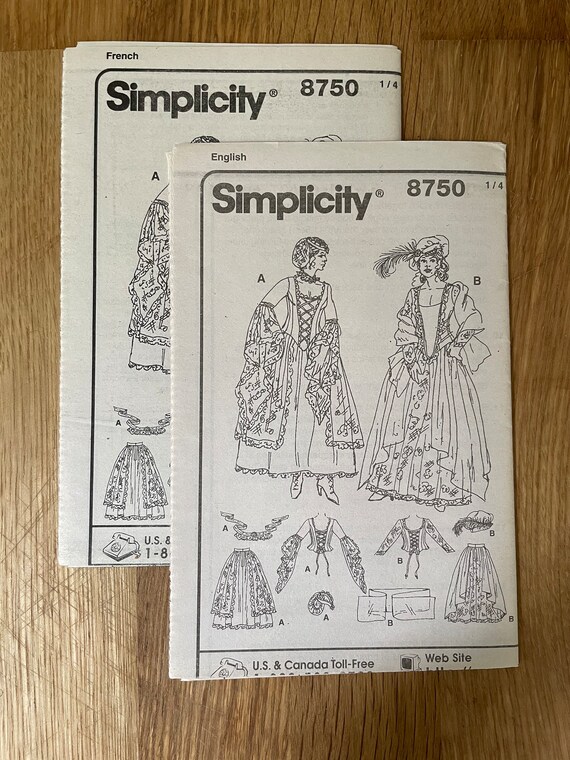 French
Simplicity® 8750 1/4
A
A
U.S. &
1-8
English
Simplicity® 8750 1/4
A B
A A B B
A A B B
U.S. & Canada Toll-Free Web Site